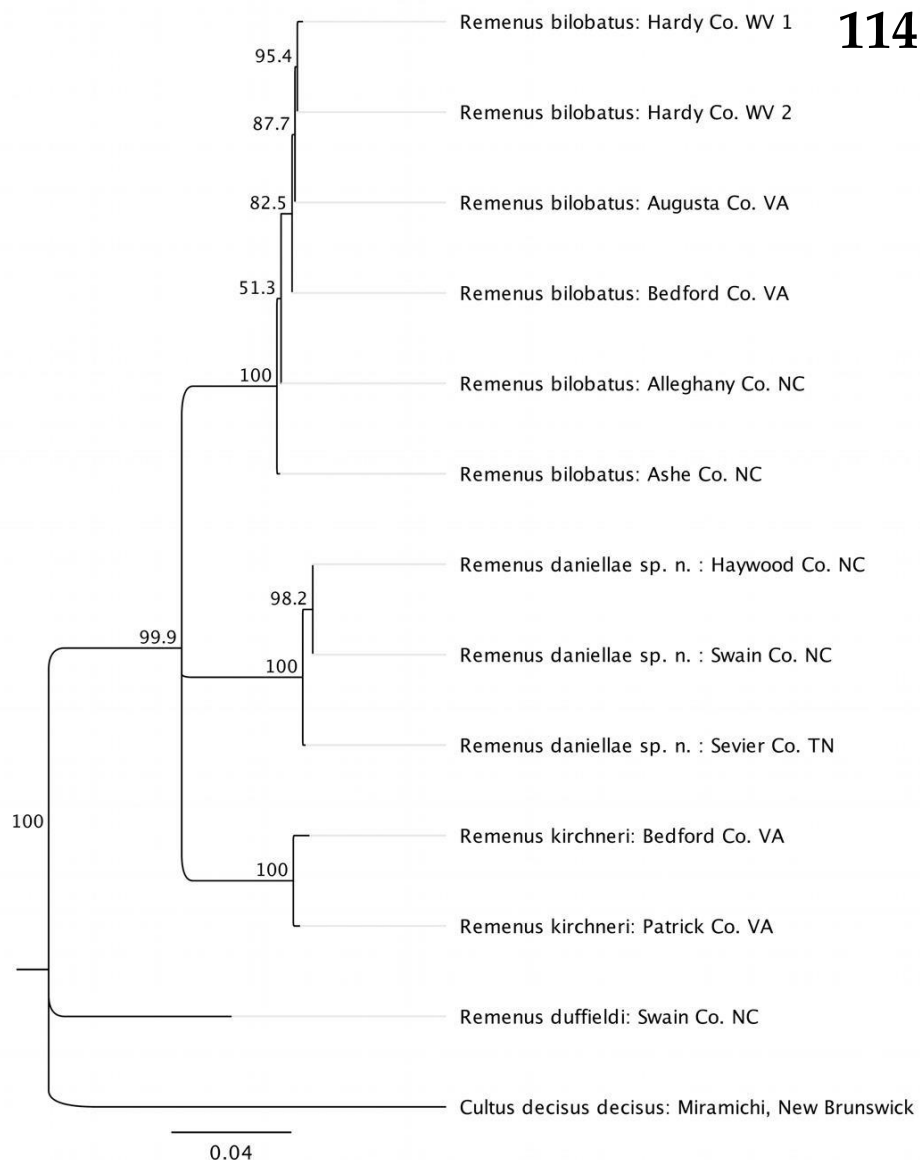 114
Remenus bilobatus: Hardy Co. WV 1
95.4
Remenus bilobatus: Hardy Co. WV 2
87.7
Remenus bilobatus: Augusta Co. VA
82.5
Remenus bilobatus: Bedford Co. VA
51.3
Remenus bilobatus: Alleghany Co. NC
100
Remenus bilobatus: Ashe Co. NC
Remenus daniellae sp. n. : Haywood Co. NC
98.2
Remenus daniellae sp. n. : Swain Co. NC
99.9
100
Remenus daniellae sp. n. : Sevier Co. TN
100
Remenus kirchneri: Bedford Co. VA
100
Remenus kirchneri: Patrick Co. VA
Remenus duffieldi: Swain Co. NC
Cultus decisus decisus: Miramichi, New Brunswick
0.04